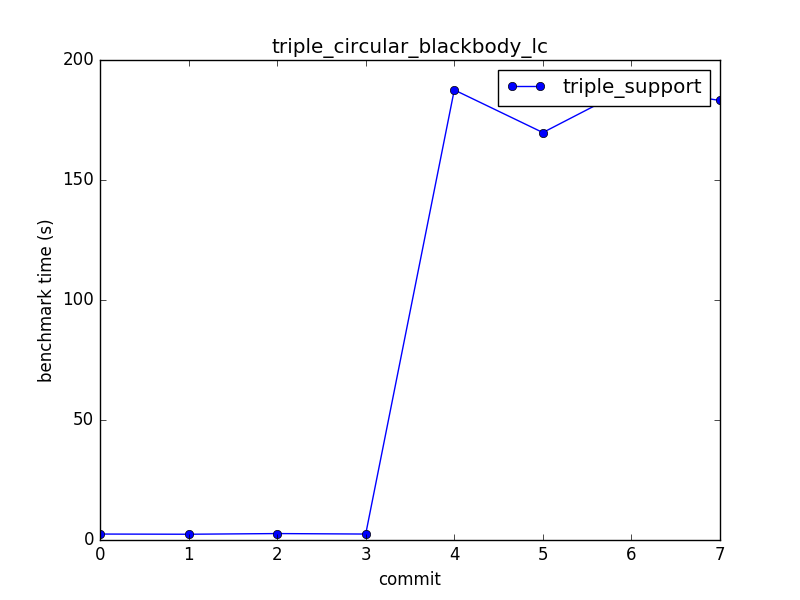 triple_circular_blackbody_lc
triple_support
200
150
100
50
0
benchmark time (s)
0 1 2 3 4 5 6 7
commit